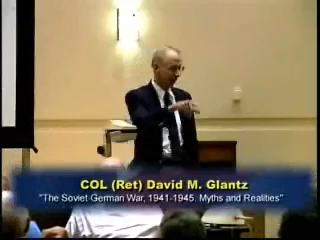 COL (Ret) David M. Glantz
"The Soviet-German War, 1941-1945: Myths and Realities"